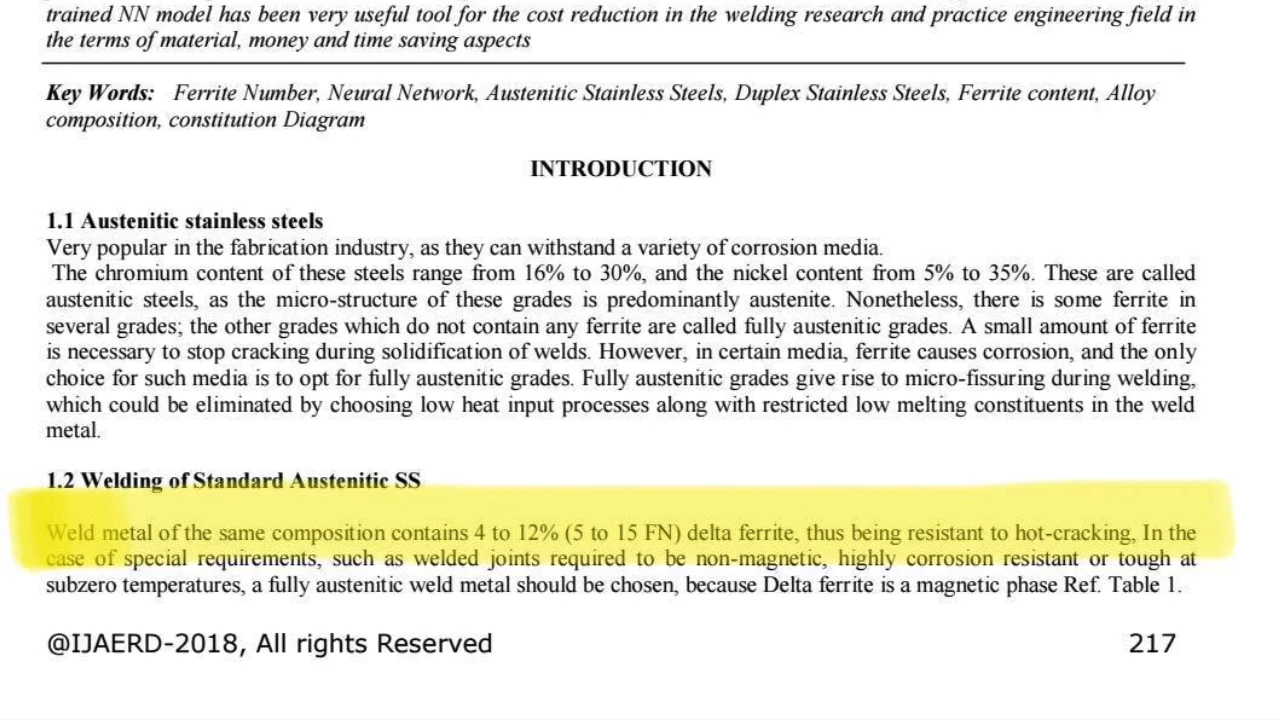 trained NN model has been very useful tool for the cost reduction in the welding research and practice engineering field in
the terms of material, money and time saving aspects
Key Words: Ferrite Number, Neural Network, Austenitic Stainless Steels, Duplex Stainless Steels, Ferrite content, Alloy
composition, constitution Diagram
INTRODUCTION
1.1 Austenitic stainless steels
Very popular in the fabrication industry, as they can withstand a variety of corrosion media.
The chromium content of these steels range from 16% to 30%, and the nickel content from 5% to 35%. These are called
austenitic steels, as the micro-structure of these grades is predominantly austenite. Nonetheless, there is some ferrite in
several grades; the other grades which do not contain any ferrite are called fully austenitic grades. A small amount of ferrite
is necessary to stop cracking during solidification of welds. However, in certain media, ferrite causes corrosion, and the only
choice for such media is to opt for fully austenitic grades. Fully austenitic grades give rise to micro-fissuring during welding,
which could be eliminated by choosing low heat input processes along with restricted low melting constituents in the weld
metal.
1.2 Welding of Standard Austenitic SS
Weld metal of the same composition contains 4 to 12% (5 to 15 FN) delta ferrite, thus being resistant to hot-cracking, In the
case of special requirements, such as welded joints required to be non-magnetic, highly corrosion resistant or tough at
subzero temperatures, a fully austenitic weld metal should be chosen, because Delta ferrite is a magnetic phase Ref. Table 1.
@IJAERD-2018, All rights Reserved 217